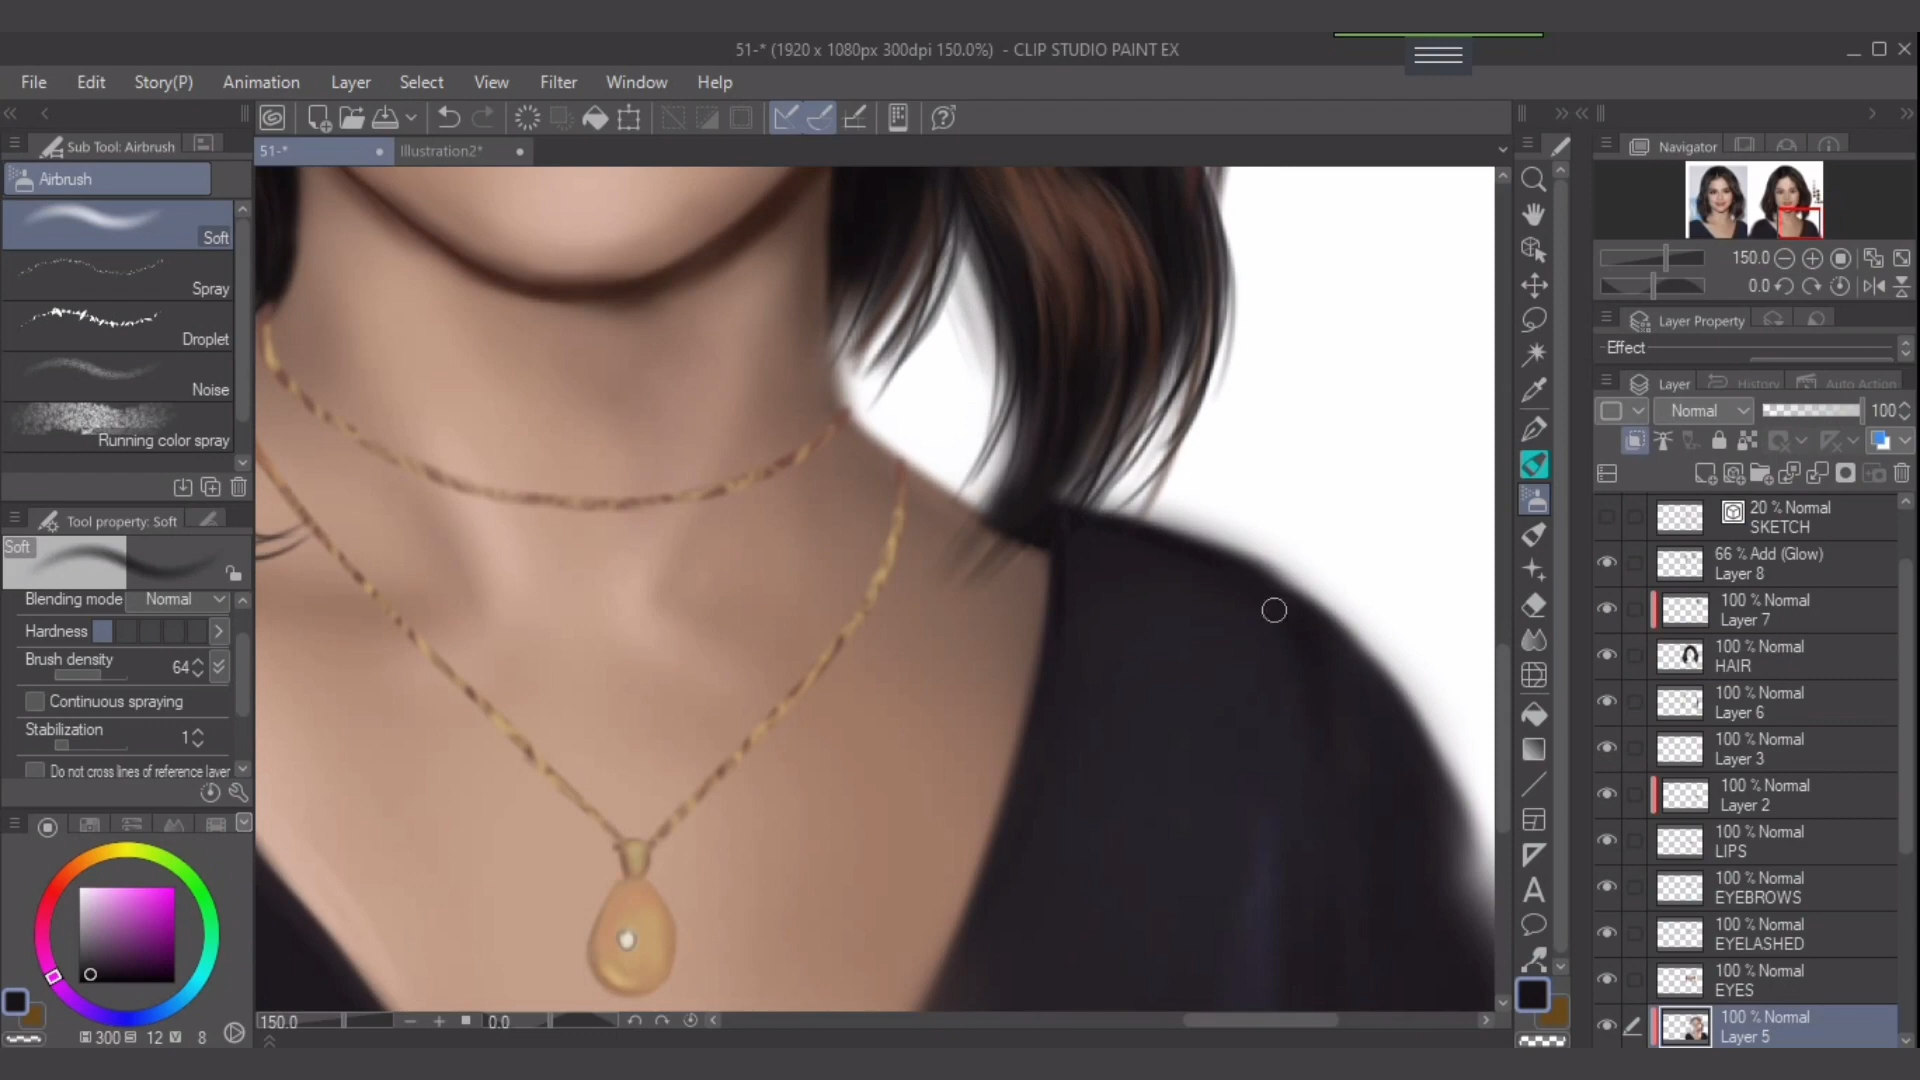 51-* (1920 x 1080px 300dpi 150.0%) - CLIP STUDIO PAINT EX
File Edit Story(P) Animation Layer Select View Filter Window Help
Sub Tool: Airbrush
51-*
Illustration2*
Navigator
Airbrush
Soft
Spray
Droplet
Noise
Running color spray
150.0
0.0
Layer Property
Effect
Layer History Auto Action
Normal 100
Tool property: Soft
Soft
Blending mode Normal
Hardness
Brush density 64
Continuous spraying
Stabilization 1
Do not cross lines of reference layer
20 % Normal
SKETCH
66 % Add (Glow)
Layer 8
100 % Normal
Layer 7
100 % Normal
HAIR
100 % Normal
Layer 6
100 % Normal
Layer 3
100 % Normal
Layer 2
100 % Normal
LIPS
100 % Normal
EYEBROWS
100 % Normal
EYELASHED
100 % Normal
EYES
100 % Normal
Layer 5
150.0 0.0
H 300 S 12 V 8